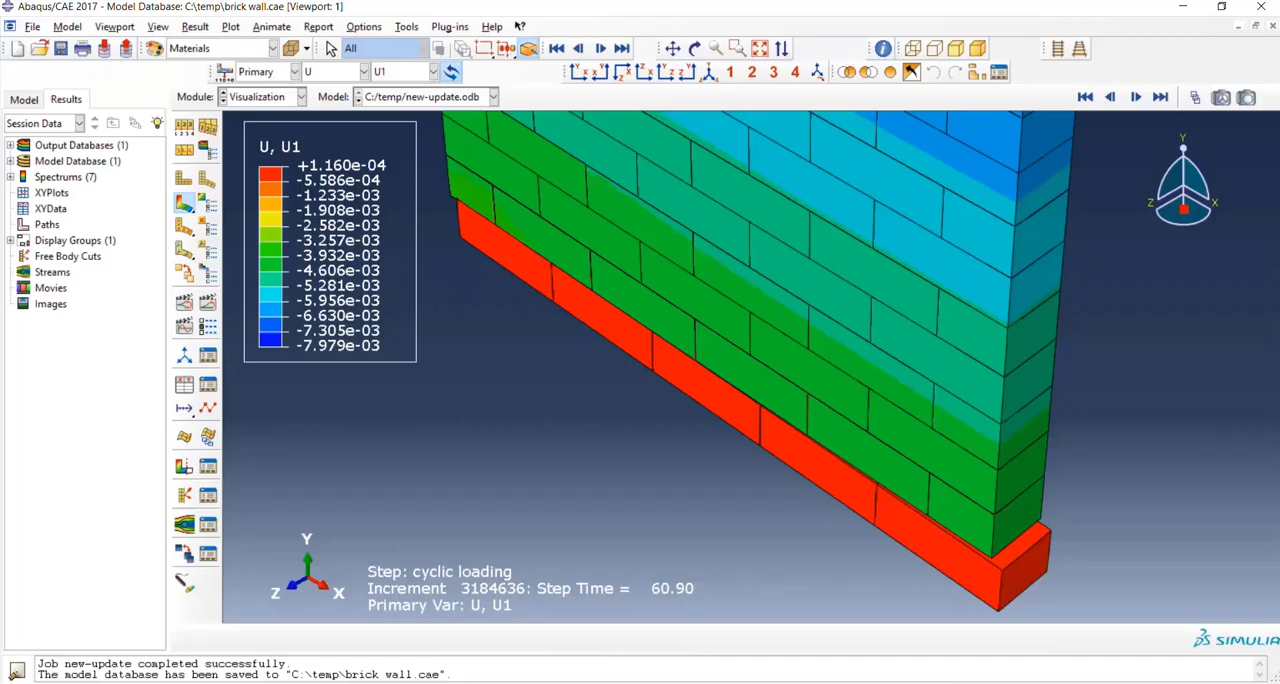 Abaqus/CAE 2017 - Model Database: C:\temp\brick wall.cae [Viewport: 1]
File Model Viewport View Result Plot Animate Report Options Tools Plug-ins Help
Materials All
Primary U U1 1 2 3 4
Model Results Module: Visualization Model: C:/temp/new-update.odb
Session Data
Output Databases (1)
Model Database (1)
Spectrums (7)
XYPlots
XYData
Paths
Display Groups (1)
Free Body Cuts
Streams
Movies
Images
U, U1
+1.160e-04
-5.586e-04
-1.233e-03
-1.908e-03
-2.582e-03
-3.257e-03
-3.932e-03
-4.606e-03
-5.281e-03
-5.956e-03
-6.630e-03
-7.305e-03
-7.979e-03
Y
Z X
Y
Z X
Step: cyclic loading
Increment 3184636: Step Time = 60.90
Primary Var: U, U1
SIMULIA
Job new-update completed successfully.
The model database has been saved to "C:\temp\brick wall.cae".